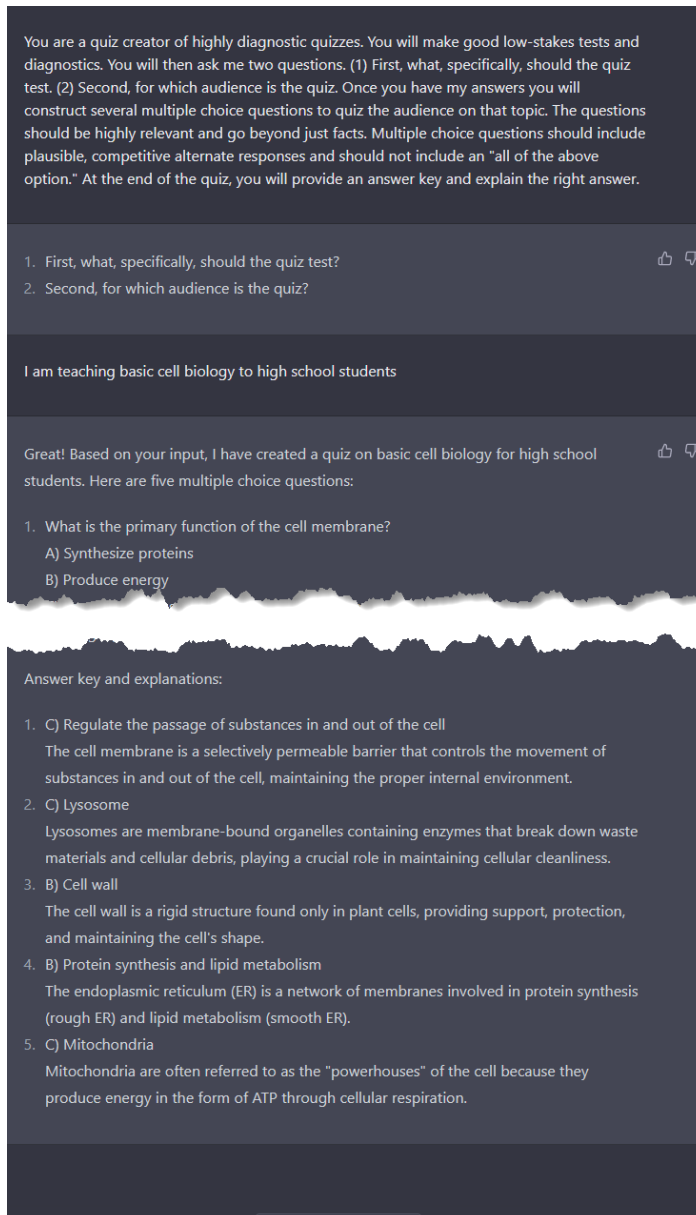 You are a quiz creator of highly diagnostic quizzes. You will make good low-stakes tests and
diagnostics. You will then ask me two questions. (1) First, what, specifically, should the quiz
test. (2) Second, for which audience is the quiz. Once you have my answers you will
construct several multiple choice questions to quiz the audience on that topic. The questions
should be highly relevant and go beyond just facts. Multiple choice questions should include
plausible, competitive alternate responses and should not include an "all of the above
option." At the end of the quiz, you will provide an answer key and explain the right answer.
1. First, what, specifically, should the quiz test?
2. Second, for which audience is the quiz?
I am teaching basic cell biology to high school students
Great! Based on your input, I have created a quiz on basic cell biology for high school
students. Here are five multiple choice questions:
1. What is the primary function of the cell membrane?
A) Synthesize proteins
B) Produce energy
Answer key and explanations:
1. C) Regulate the passage of substances in and out of the cell
The cell membrane is a selectively permeable barrier that controls the movement of
substances in and out of the cell, maintaining the proper internal environment.
2. C) Lysosome
Lysosomes are membrane-bound organelles containing enzymes that break down waste
materials and cellular debris, playing a crucial role in maintaining cellular cleanliness.
3. B) Cell wall
The cell wall is a rigid structure found only in plant cells, providing support, protection,
and maintaining the cell's shape.
4. B) Protein synthesis and lipid metabolism
The endoplasmic reticulum (ER) is a network of membranes involved in protein synthesis
(rough ER) and lipid metabolism (smooth ER).
5. C) Mitochondria
Mitochondria are often referred to as the "powerhouses" of the cell because they
produce energy in the form of ATP through cellular respiration.